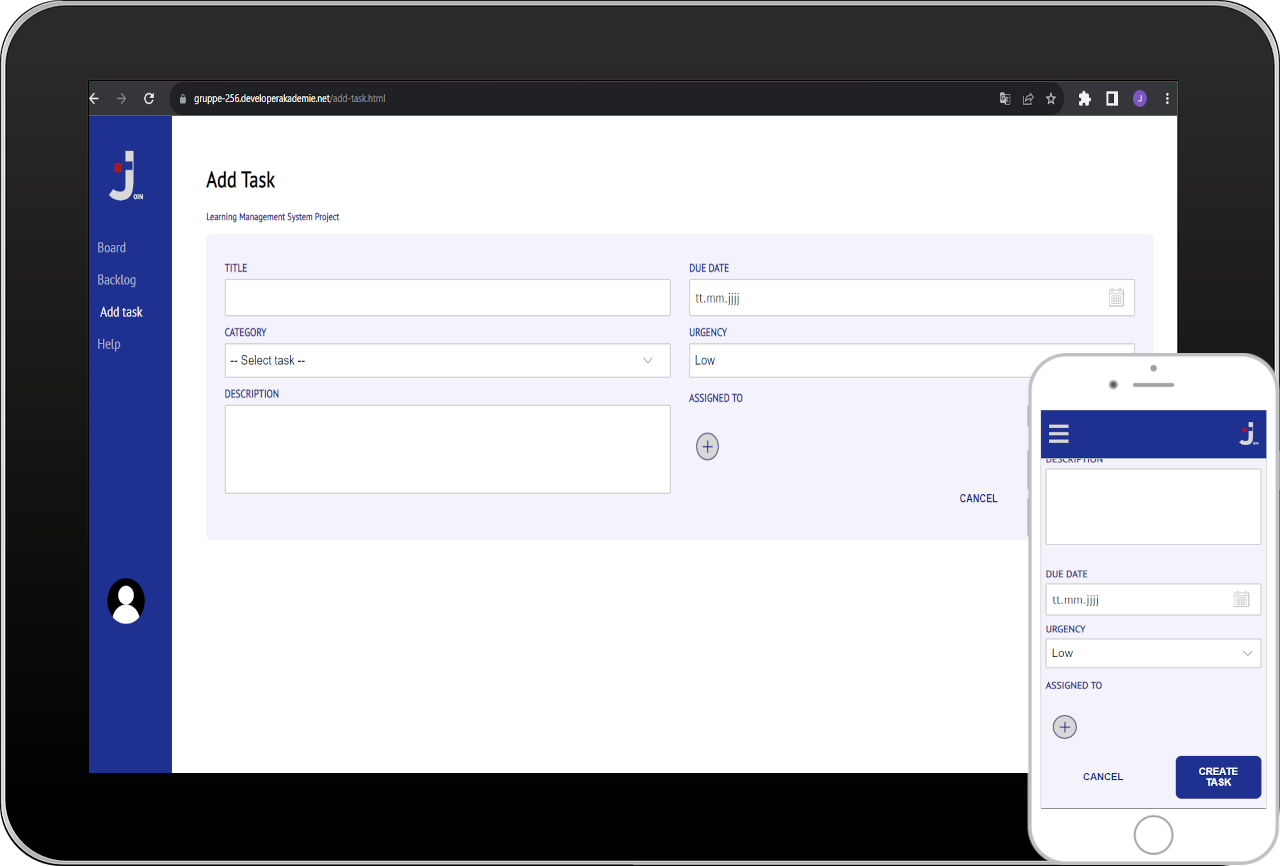 gruppe-256.developerakademie.net/add-task.html
J
J
OIN
Board
Backlog
Add task
Help
Add Task
Learning Management System Project
TITLE
DUE DATE
tt.mm.jjjj
CATEGORY
-- Select task --
URGENCY
Low
DESCRIPTION
ASSIGNED TO
CANCEL
J
DESCRIPTION
DUE DATE
tt.mm.jjjj
URGENCY
Low
ASSIGNED TO
CANCEL
CREATE
TASK